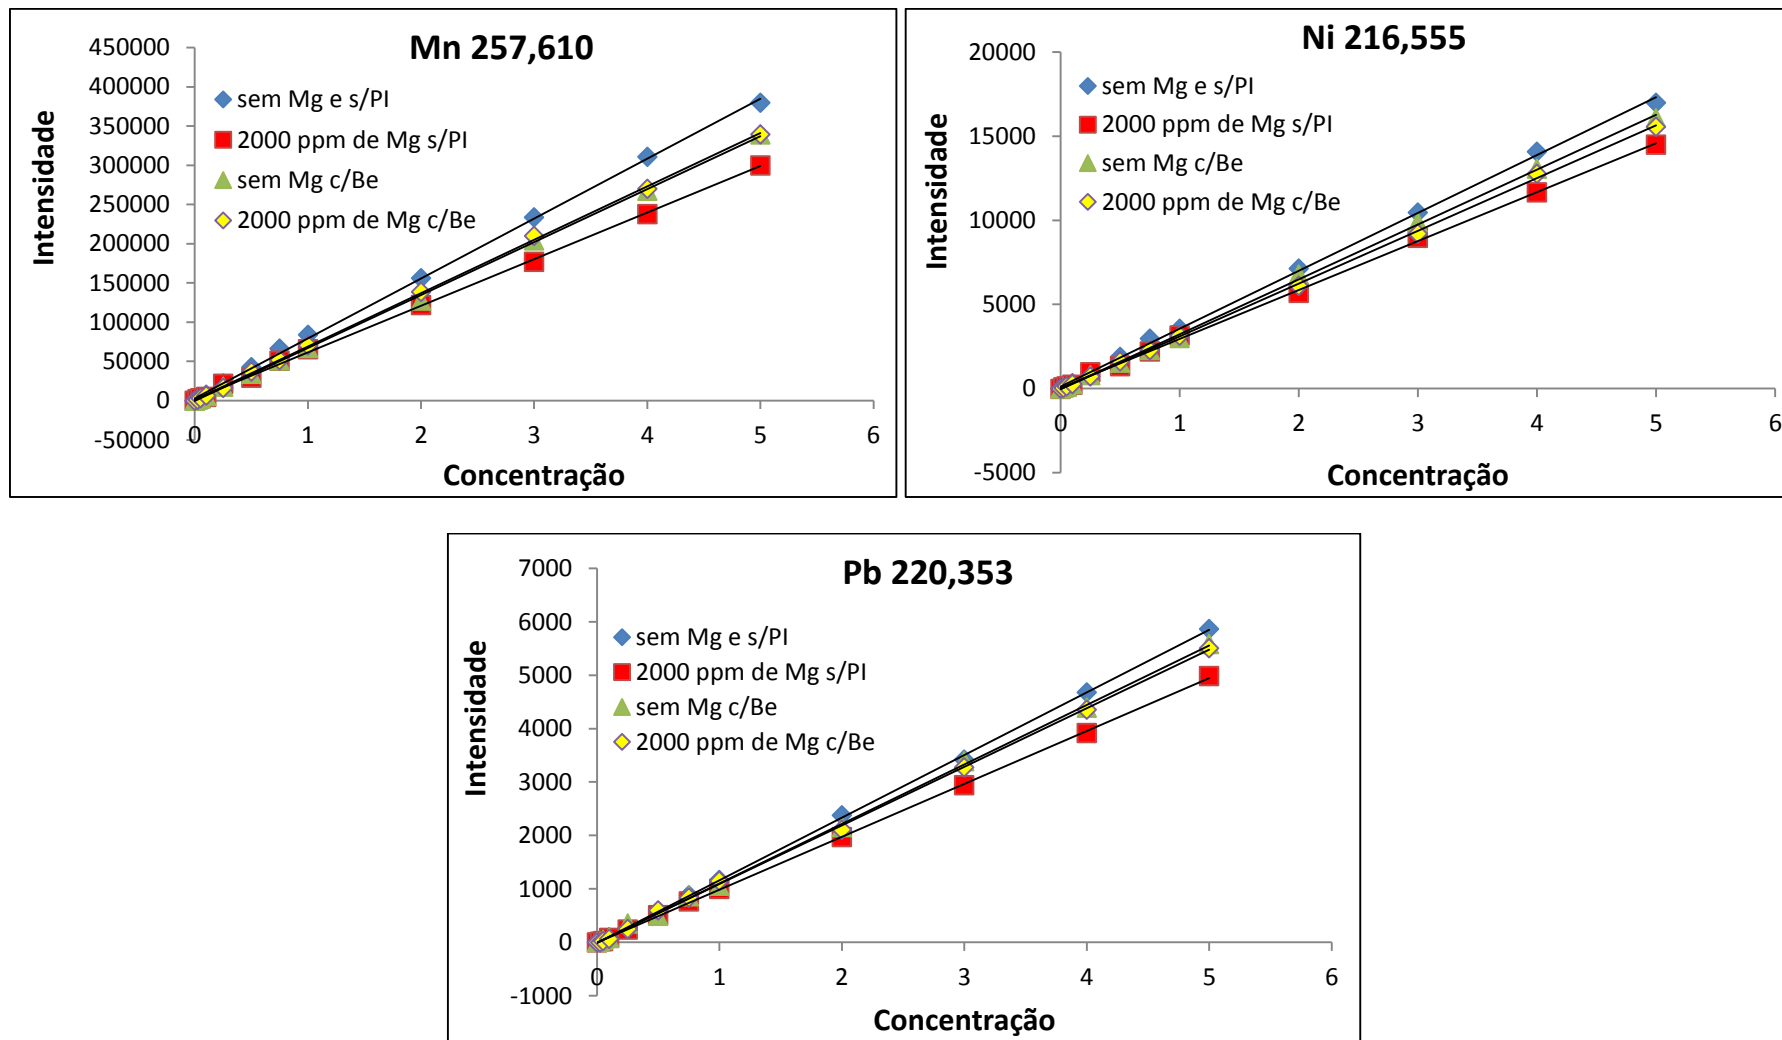 Mn 257,610
450000
400000
350000
300000
250000
200000
150000
100000
50000
0
-50000
Intensidade
sem Mg e s/PI
2000 ppm de Mg s/PI
sem Mg c/Be
2000 ppm de Mg c/Be
0 1 2 3 4 5 6
Concentração
Ni 216,555
20000
15000
10000
5000
0
-5000
Intensidade
sem Mg e s/PI
2000 ppm de Mg s/PI
sem Mg c/Be
2000 ppm de Mg c/Be
0 1 2 3 4 5 6
Concentração
Pb 220,353
7000
6000
5000
4000
3000
2000
1000
0
-1000
Intensidade
sem Mg e s/PI
2000 ppm de Mg s/PI
sem Mg c/Be
2000 ppm de Mg c/Be
0 1 2 3 4 5 6
Concentração